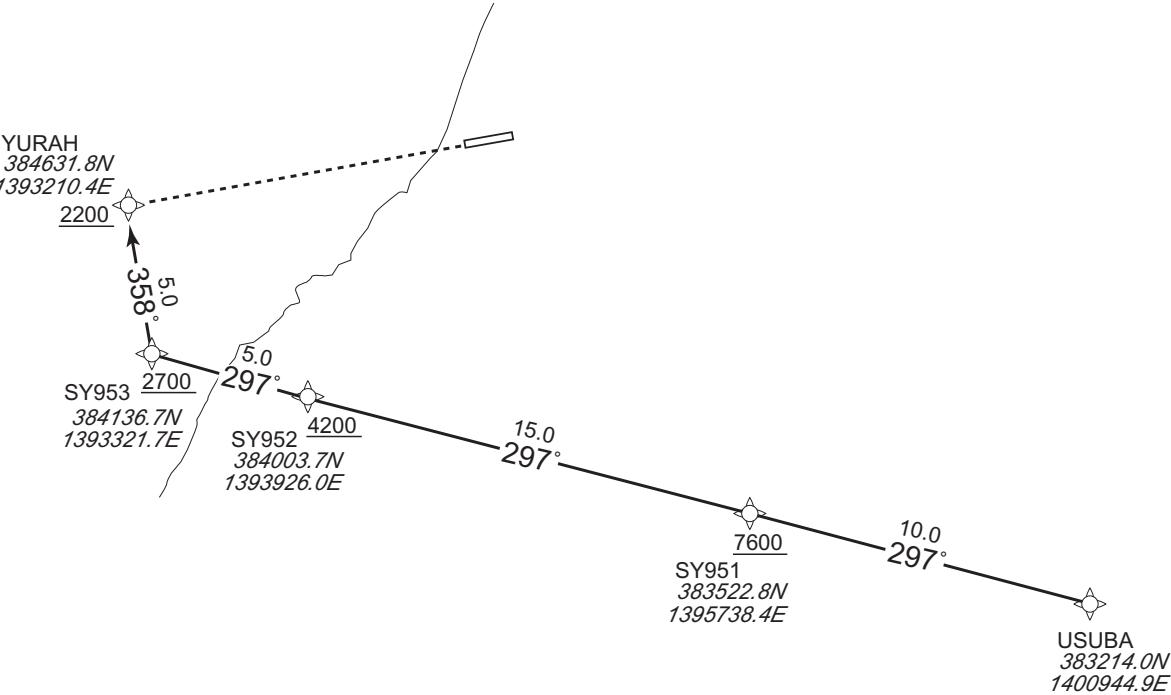 YURAH
384631.8N
1393210.4E
2200
5.0
358°
2700
SY953
384136.7N
1393321.7E
5.0
297°
4200
SY952
384003.7N
1393926.0E
15.0
297°
7600
SY951
383522.8N
1395738.4E
10.0
297°
USUBA
383214.0N
1400944.9E